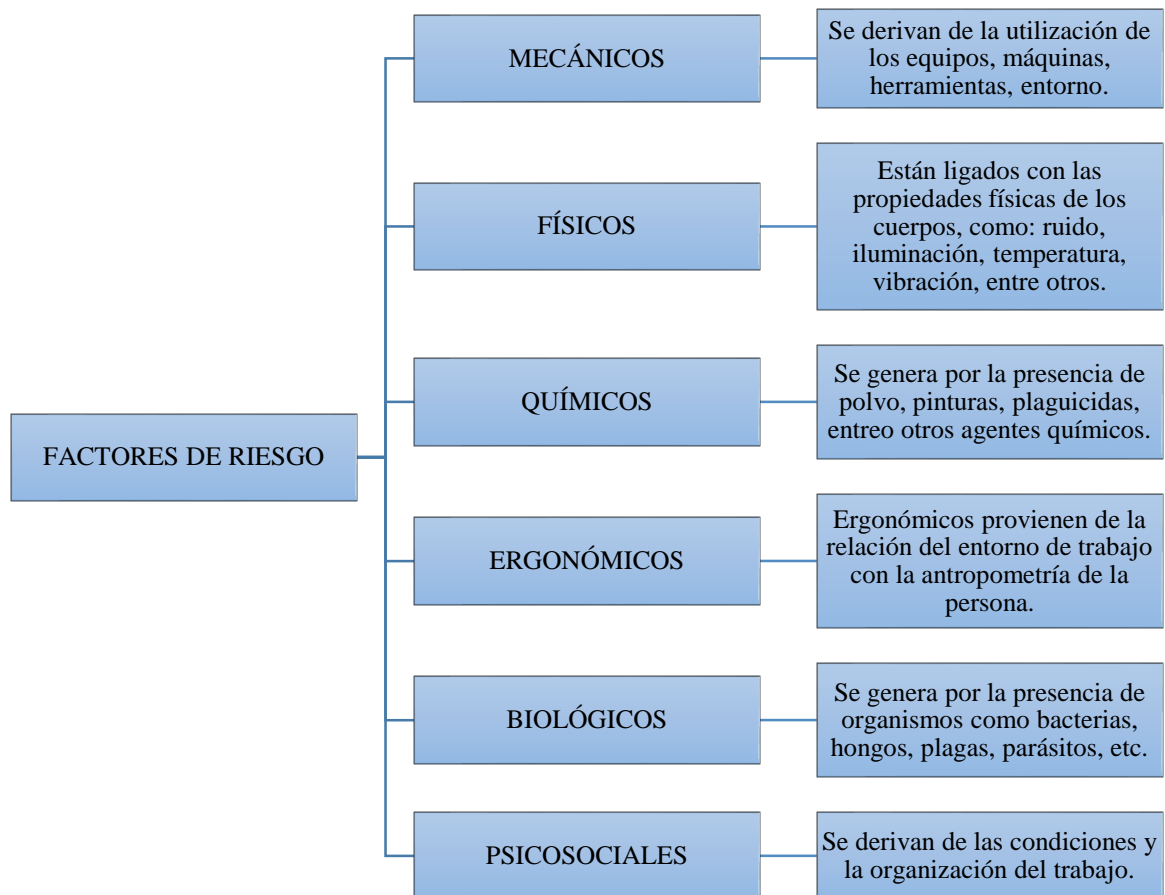 FACTORES DE RIESGO
MECÁNICOS
Se derivan de la utilización de
los equipos, máquinas,
herramientas, entorno.
FÍSICOS
Están ligados con las
propiedades físicas de los
cuerpos, como: ruido,
iluminación, temperatura,
vibración, entre otros.
QUÍMICOS
Se genera por la presencia de
polvo, pinturas, plaguicidas,
entreo otros agentes químicos.
ERGONÓMICOS
Ergonómicos provienen de la
relación del entorno de trabajo
con la antropometría de la
persona.
BIOLÓGICOS
Se genera por la presencia de
organismos como bacterias,
hongos, plagas, parásitos, etc.
PSICOSOCIALES
Se derivan de las condiciones y
la organización del trabajo.